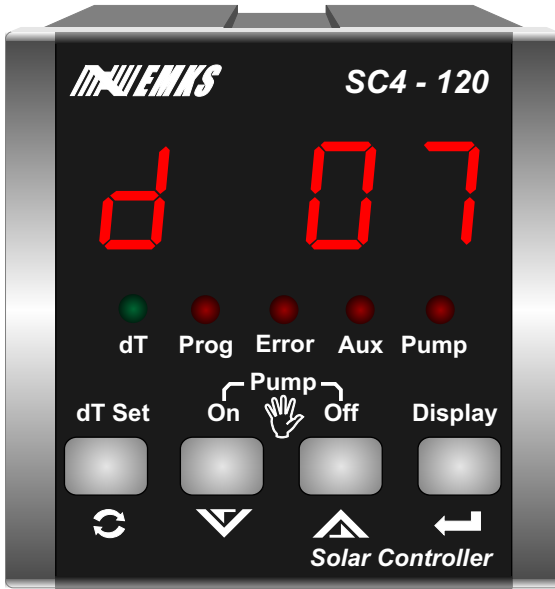 EMKS SC4 - 120
d 07
dT Prog Error Aux Pump
Pump
dT Set On Off Display
Solar Controller